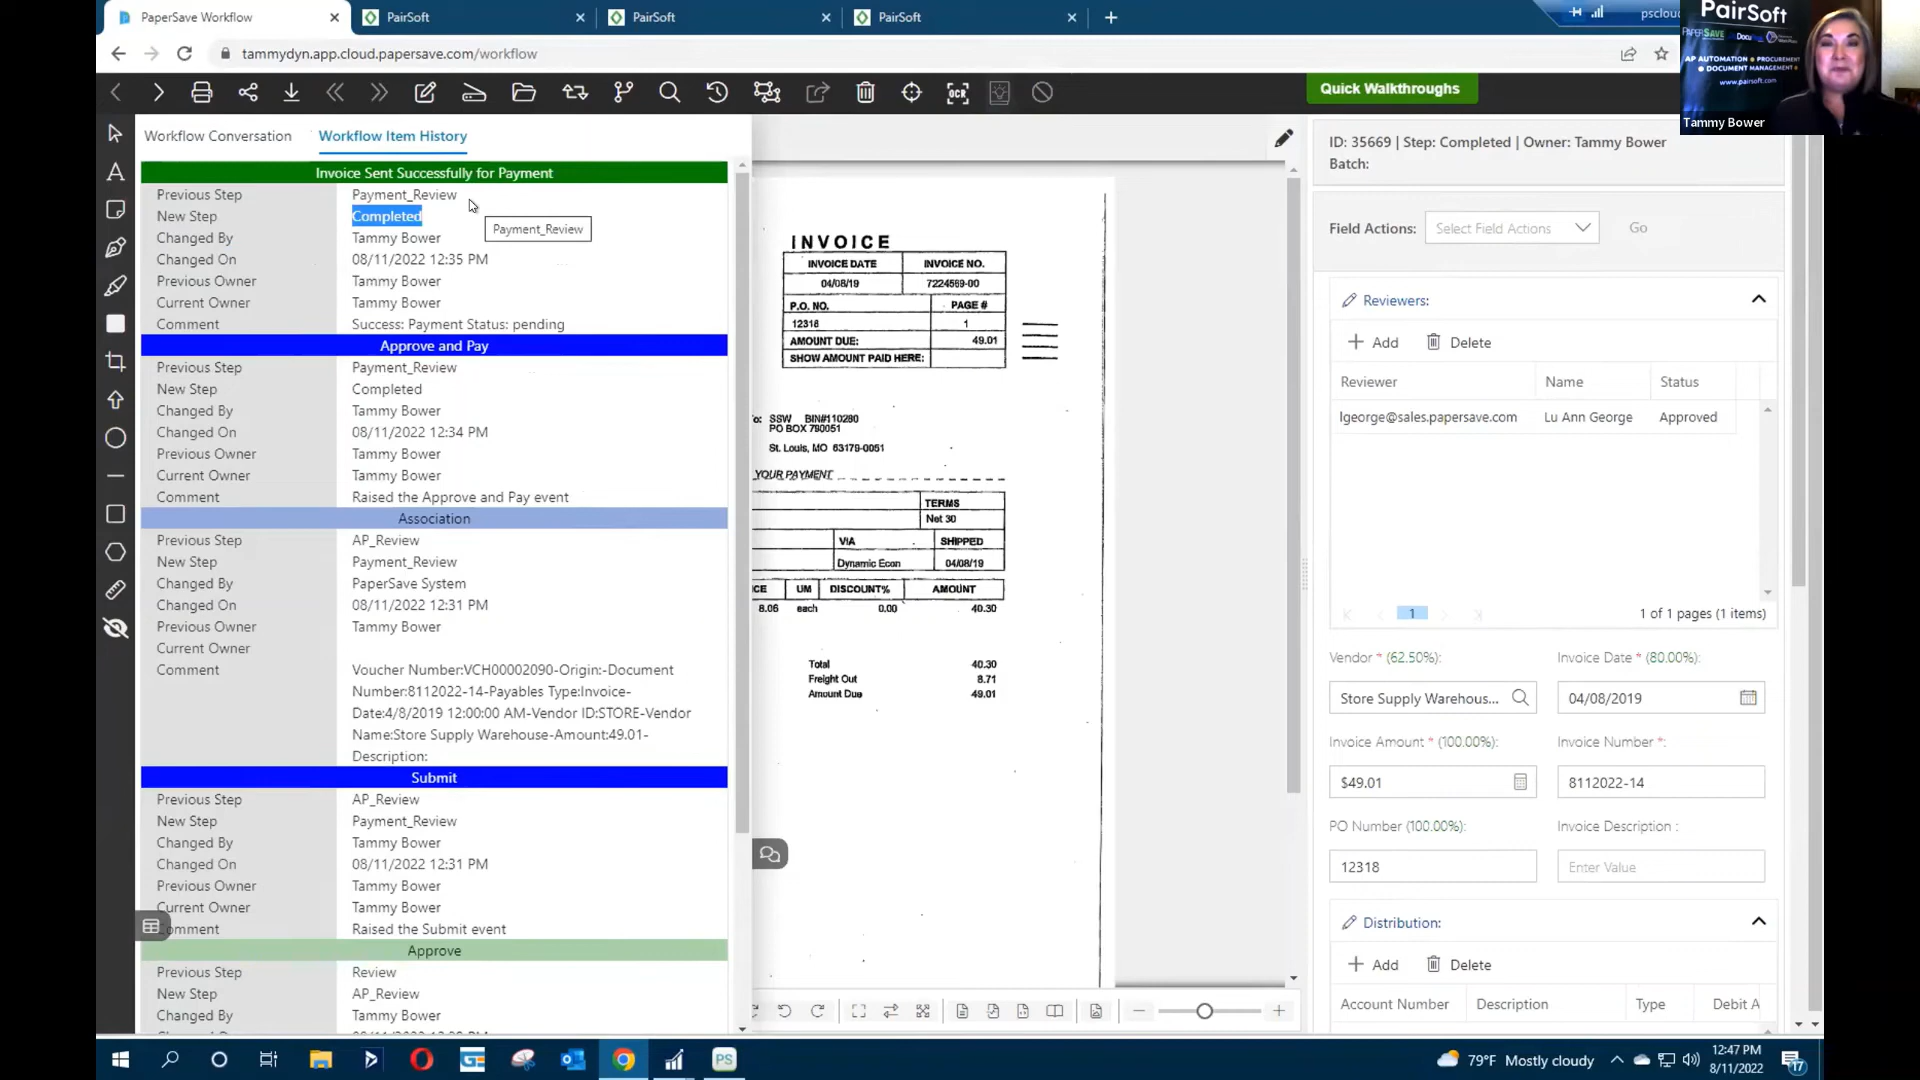 PaperSave Workflow
PairSoft
PairSoft
PairSoft
pscloud
tammydyn.app.cloud.papersave.com/workflow
PairSoft
PAPERSAVE
AP AUTOMATION ● PROCUREMENT
● DOCUMENT MANAGEMENT ●
www.pairsoft.com
Tammy Bower
OCR
Quick Walkthroughs
Workflow Conversation
Workflow Item History
Invoice Sent Successfully for Payment
Previous Step Payment_Review
New Step Completed
Payment_Review
Changed By Tammy Bower
Changed On 08/11/2022 12:35 PM
Previous Owner Tammy Bower
Current Owner Tammy Bower
Comment Success: Payment Status: pending
Approve and Pay
Previous Step Payment_Review
New Step Completed
Changed By Tammy Bower
Changed On 08/11/2022 12:34 PM
Previous Owner Tammy Bower
Current Owner Tammy Bower
Comment Raised the Approve and Pay event
Association
Previous Step AP_Review
New Step Payment_Review
Changed By PaperSave System
Changed On 08/11/2022 12:31 PM
Previous Owner Tammy Bower
Current Owner
Comment Voucher Number:VCH00002090-Origin:-Document
Number:8112022-14-Payables Type:Invoice-
Date:4/8/2019 12:00:00 AM-Vendor ID:STORE-Vendor
Name:Store Supply Warehouse-Amount:49.01-
Description:
Submit
Previous Step AP_Review
New Step Payment_Review
Changed By Tammy Bower
Changed On 08/11/2022 12:31 PM
Previous Owner Tammy Bower
Current Owner Tammy Bower
omment Raised the Submit event
Approve
Previous Step Review
New Step AP_Review
Changed By Tammy Bower
INVOICE
INVOICE DATE INVOICE NO.
04/08/19 7224569-00
P.O. NO. PAGE #
12318 1
AMOUNT DUE: 49.01
SHOW AMOUNT PAID HERE:
o: SSW BIN#110280
PO BOX 790051
St. Louis, MO 63179-0051
YOUR PAYMENT
TERMS
Net 30
VIA SHIPPED
Dynamic Econ 04/08/19
ICE UM DISCOUNT% AMOUNT
8.06 each 0.00 40.30
Total 40.30
Freight Out 8.71
Amount Due 49.01
ID: 35669 | Step: Completed | Owner: Tammy Bower
Batch:
Field Actions: Select Field Actions Go
Reviewers:
Add Delete
Reviewer Name Status
lgeorge@sales.papersave.com Lu Ann George Approved
1 1 of 1 pages (1 items)
Vendor * (62.50%): Invoice Date * (80.00%):
Store Supply Warehous... 04/08/2019
Invoice Amount * (100.00%): Invoice Number *:
$49.01 8112022-14
PO Number (100.00%): Invoice Description :
12318 Enter Value
Distribution:
Add Delete
Account Number Description Type Debit A
PS
79°F Mostly cloudy
12:47 PM
8/11/2022
17